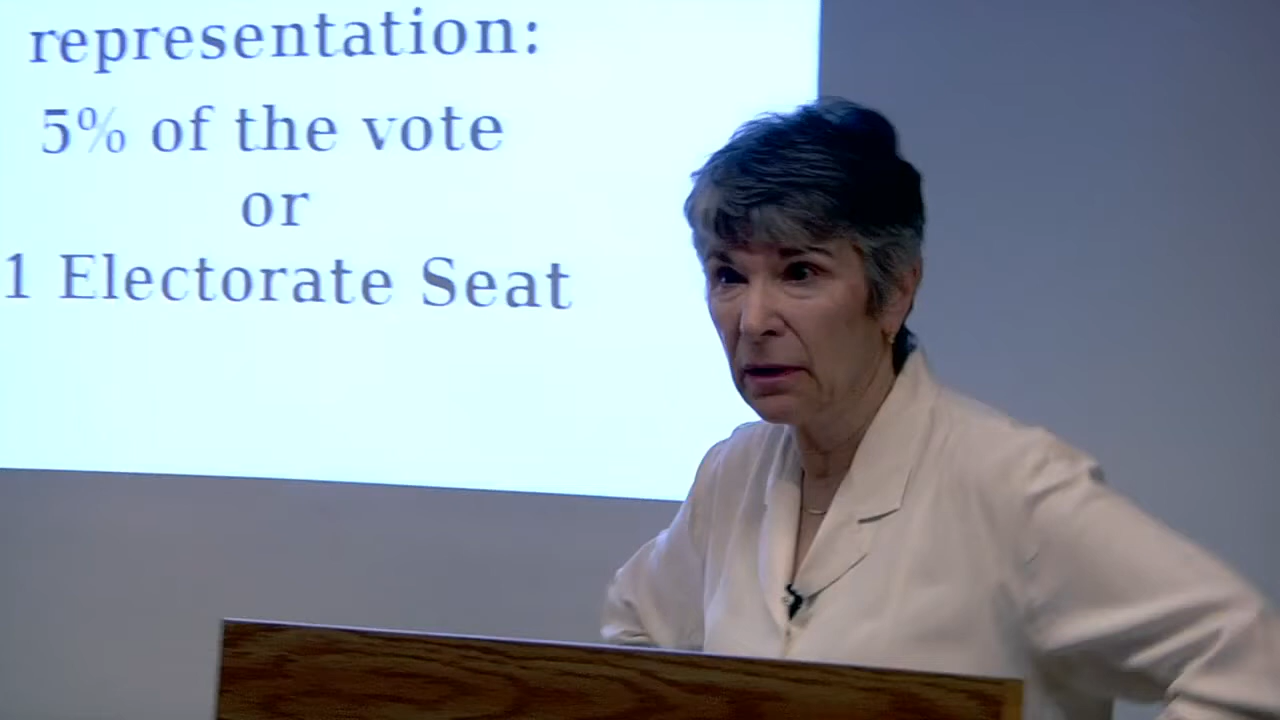 representation:
5% of the vote
or
1 Electorate Seat